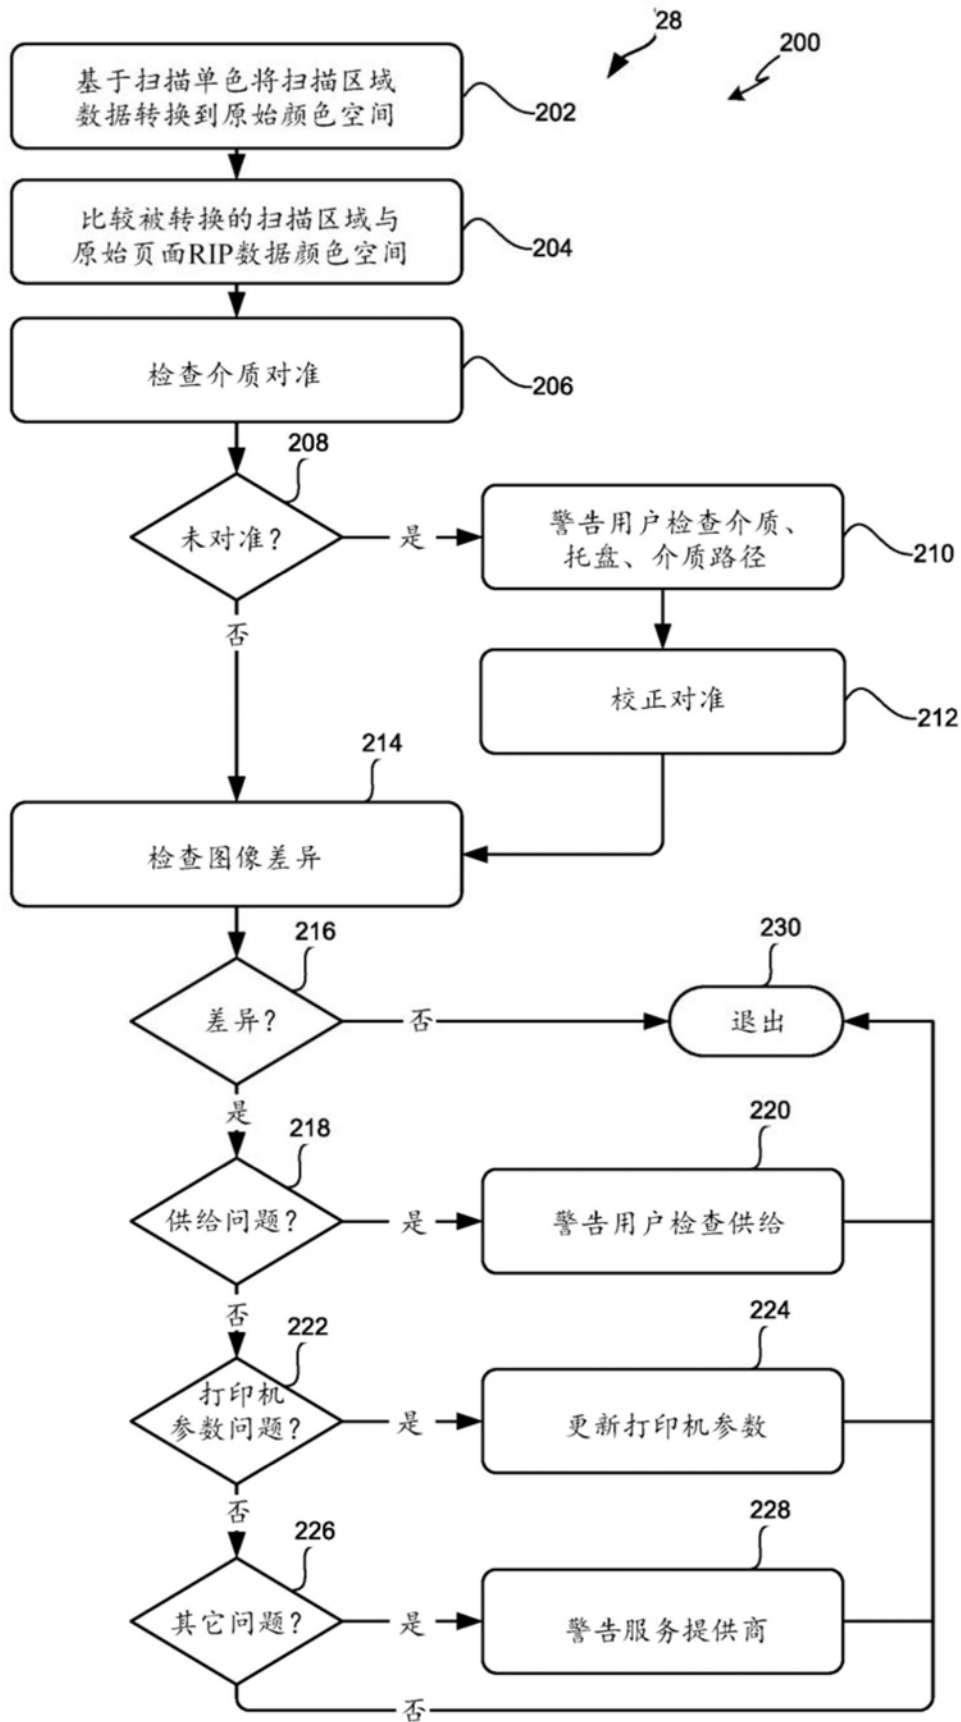 28
200
基于扫描单色将扫描区域
数据转换到原始颜色空间
202
比较被转换的扫描区域与
原始页面RIP数据颜色空间
204
检查介质对准
206
208
未对准？
是
警告用户检查介质、
托盘、介质路径
210
否
校正对准
212
214
检查图像差异
216
差异？
否
230
退出
是
218
供给问题？
是
220
警告用户检查供给
否
222
打印机
参数问题？
是
224
更新打印机参数
否
226
其它问题？
是
228
警告服务提供商
否